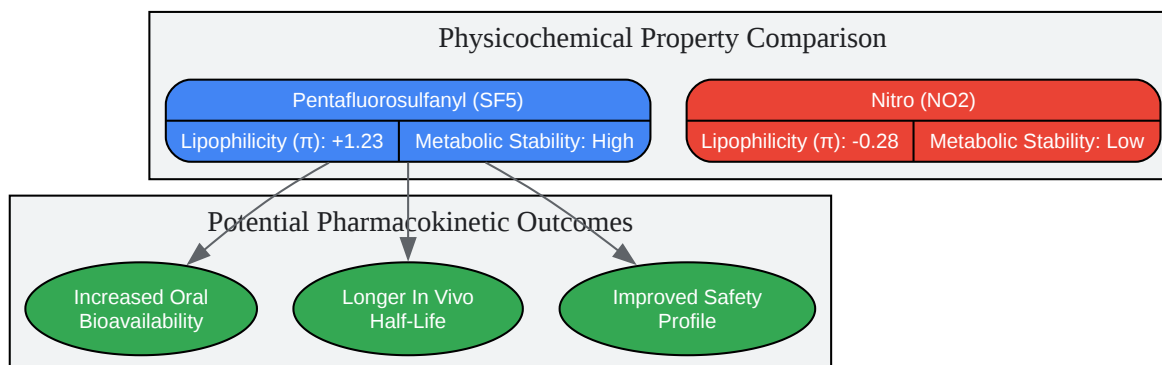 Physicochemical Property Comparison
Pentafluorosulfanyl (SF5)
Lipophilicity (π): +1.23
Metabolic Stability: High
Nitro (NO2)
Lipophilicity (π): -0.28
Metabolic Stability: Low
Potential Pharmacokinetic Outcomes
Increased Oral
Bioavailability
Longer In Vivo
Half-Life
Improved Safety
Profile